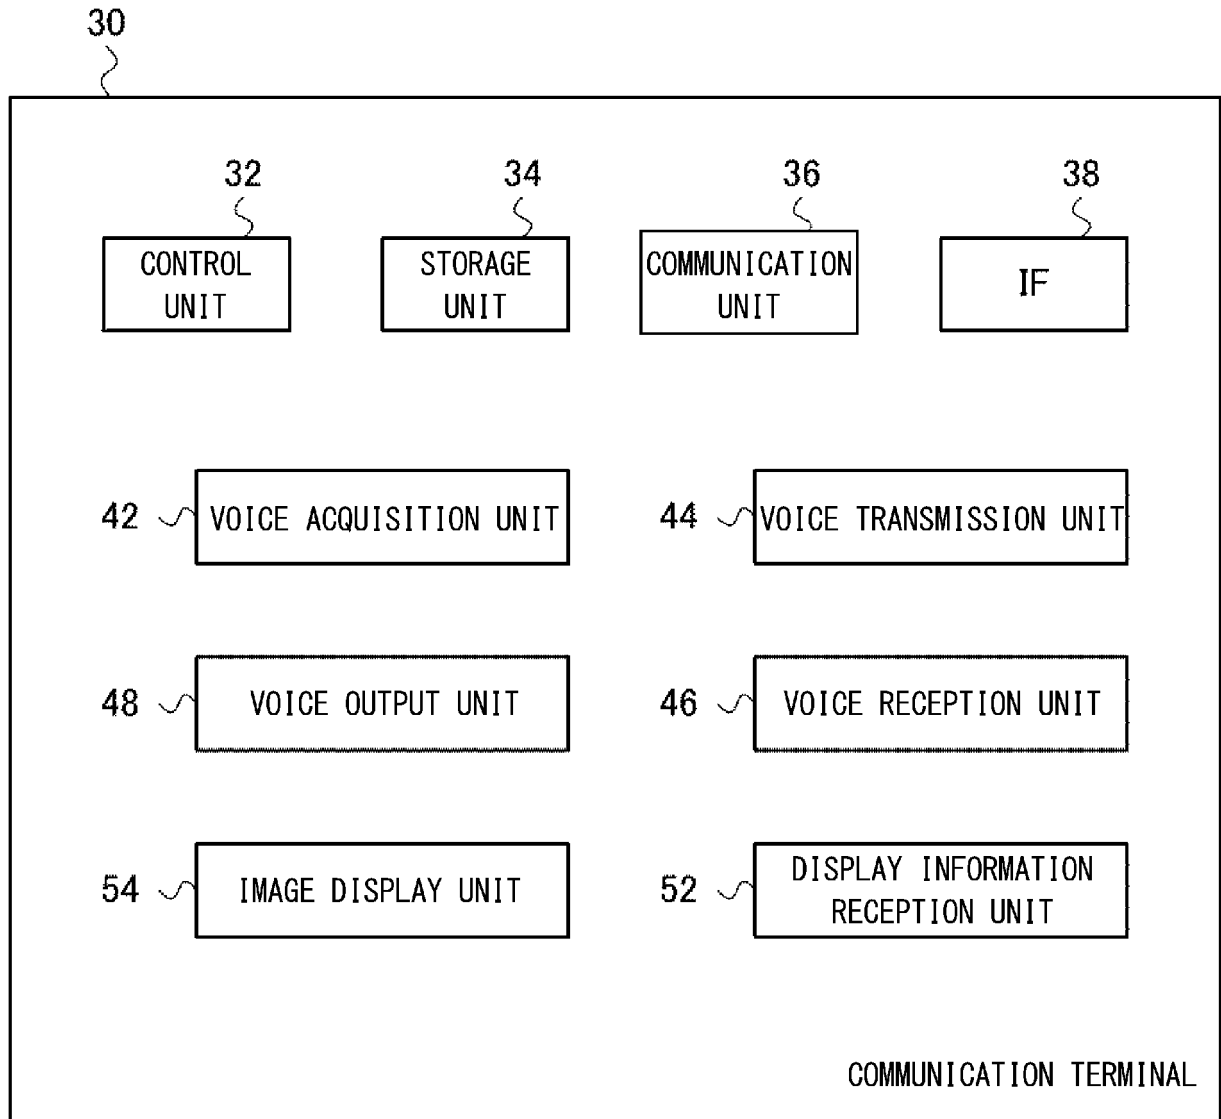 30
32
34
36
38
CONTROL
UNIT
STORAGE
UNIT
COMMUNICATION
UNIT
IF
42
VOICE ACQUISITION UNIT
44
VOICE TRANSMISSION UNIT
48
VOICE OUTPUT UNIT
46
VOICE RECEPTION UNIT
54
IMAGE DISPLAY UNIT
52
DISPLAY INFORMATION
RECEPTION UNIT
COMMUNICATION TERMINAL